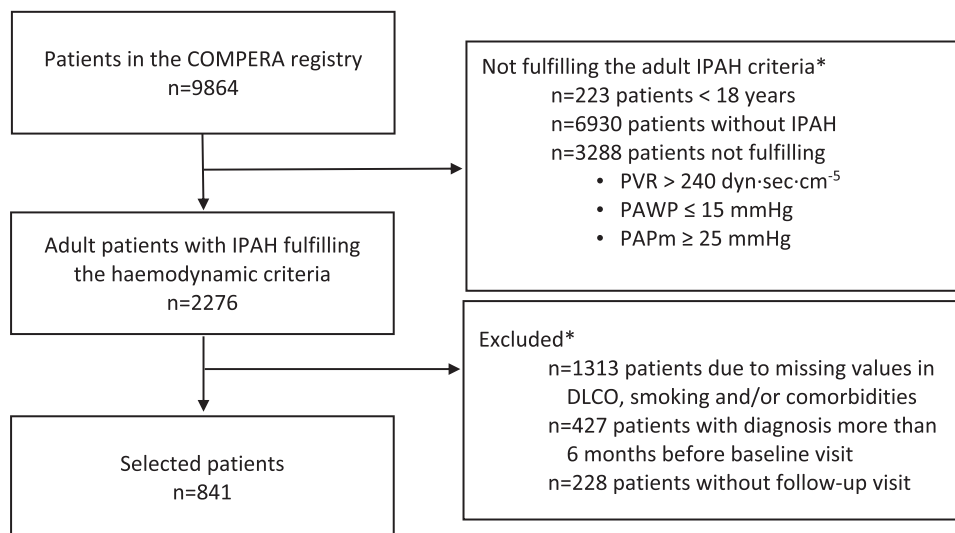 Patients in the COMPERA registry
n=9864
Not fulfilling the adult IPAH criteria*
n=223 patients < 18 years
n=6930 patients without IPAH
n=3288 patients not fulfilling
• PVR > 240 dyn·sec·cm⁻⁵
• PAWP ≤ 15 mmHg
• PAPm ≥ 25 mmHg
Adult patients with IPAH fulfilling
the haemodynamic criteria
n=2276
Excluded*
n=1313 patients due to missing values in
DLCO, smoking and/or comorbidities
n=427 patients with diagnosis more than
6 months before baseline visit
n=228 patients without follow-up visit
Selected patients
n=841